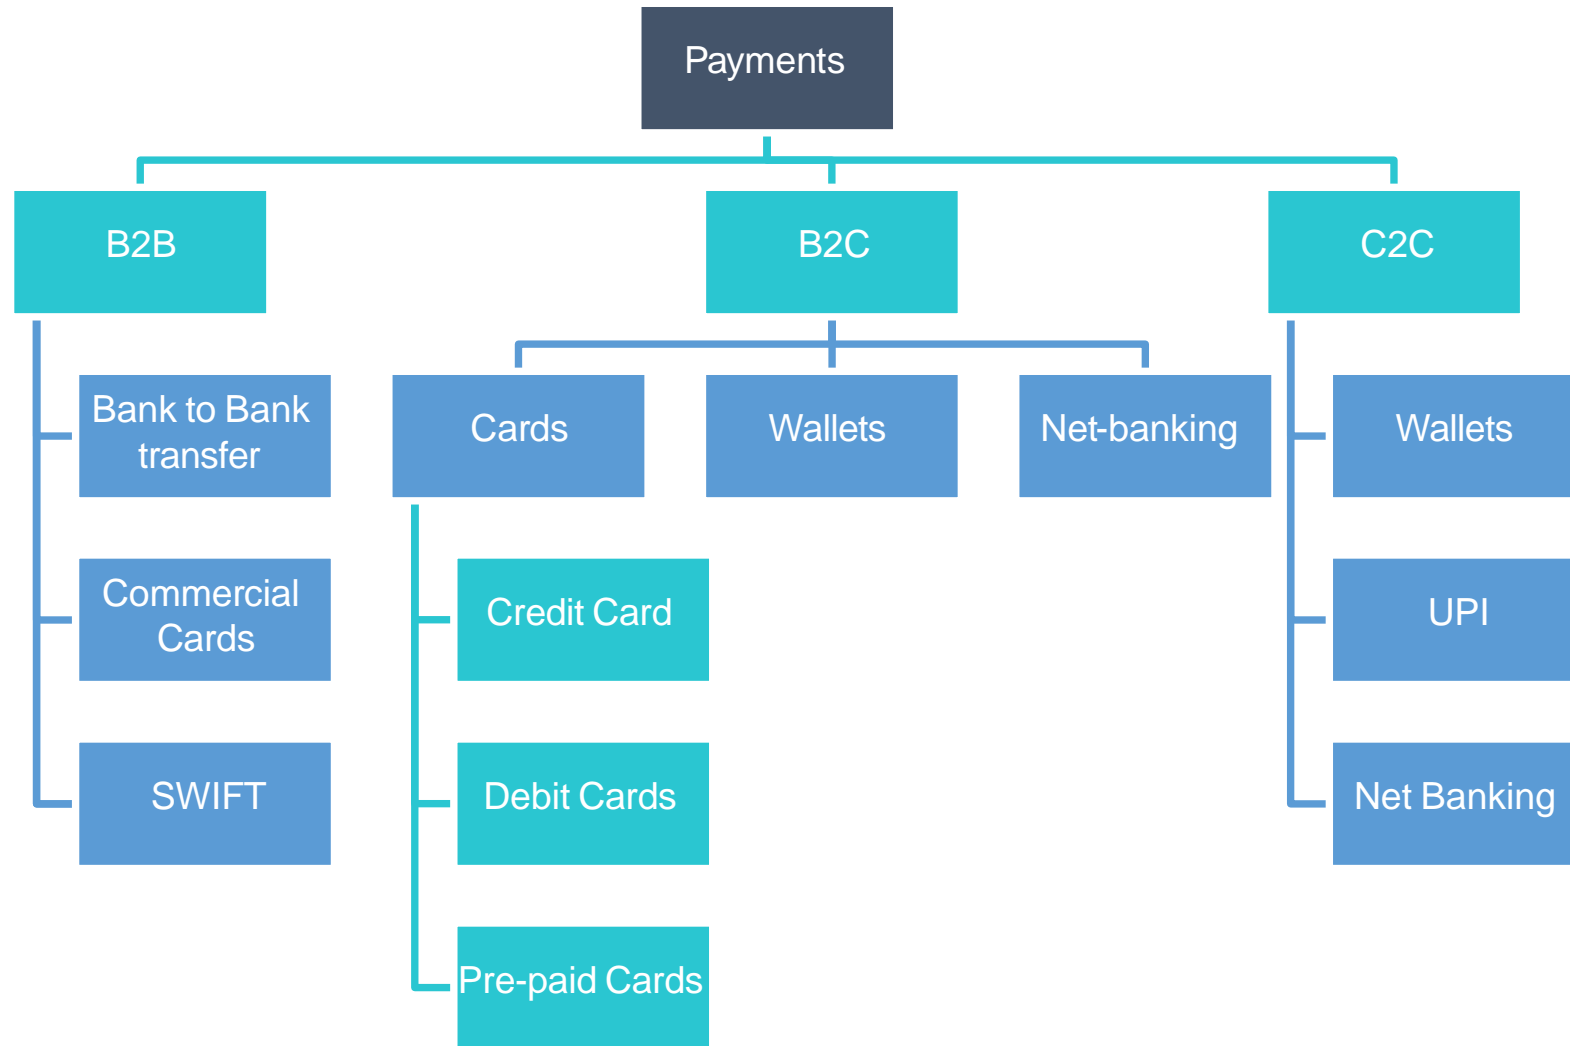 Payments
B2B
B2C
C2C
Bank to Bank
transfer
Cards
Wallets
Net-banking
Wallets
Commercial
Cards
Credit Card
UPI
SWIFT
Debit Cards
Net Banking
Pre-paid Cards